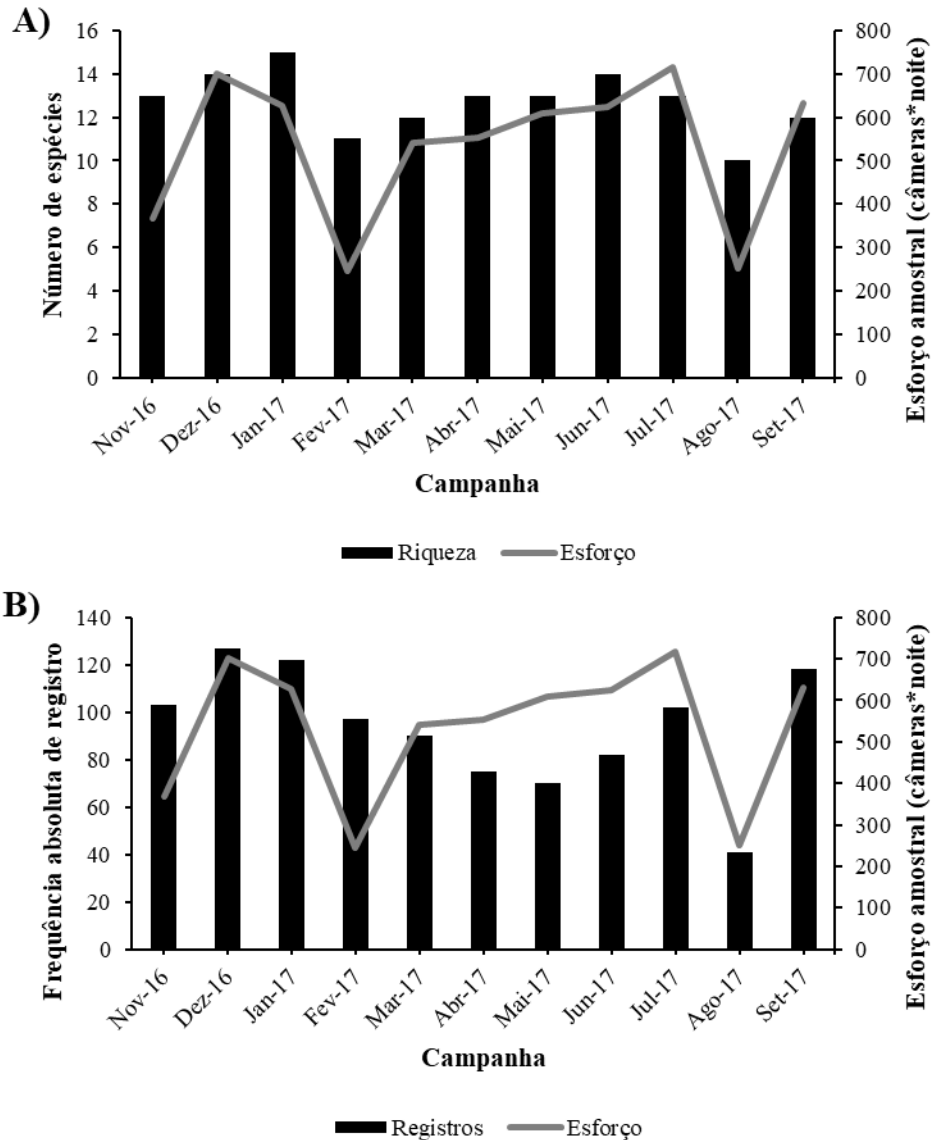 A)
Número de espécies
16
14
12
10
8
6
4
2
0
800
700
600
500
400
300
200
100
0
Esforço amostral (câmeras*noite)
Nov-16
Dez-16
Jan-17
Fev-17
Mar-17
Abr-17
Mai-17
Jun-17
Jul-17
Ago-17
Set-17
Campanha
Riqueza
Esforço
B)
Frequência absoluta de registro
140
120
100
80
60
40
20
0
800
700
600
500
400
300
200
100
0
Esforço amostral (câmeras*noite)
Nov-16
Dez-16
Jan-17
Fev-17
Mar-17
Abr-17
Mai-17
Jun-17
Jul-17
Ago-17
Set-17
Campanha
Registros
Esforço